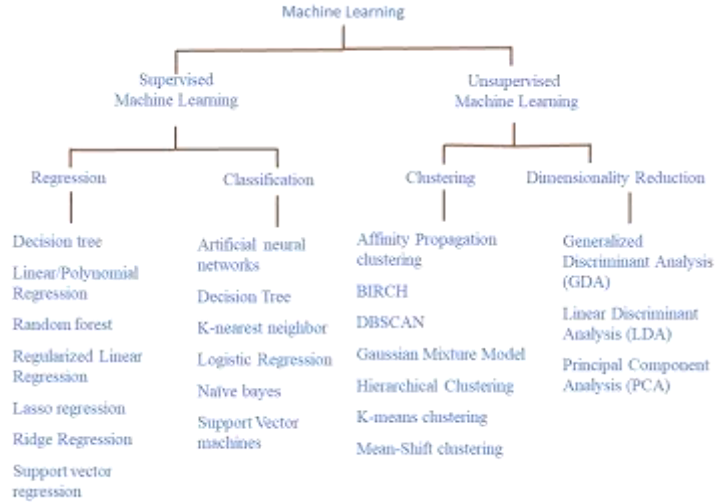 Machine Learning
Supervised
Machine Learning
Unsupervised
Machine Learning
Regression
Classification
Clustering
Dimensionality Reduction
Decision tree
Linear/Polynomial
Regression
Random forest
Regularized Linear
Regression
Lasso regression
Ridge Regression
Support vector
regression
Artificial neural
networks
Decision Tree
K-nearest neighbor
Logistic Regression
Naïve bayes
Support Vector
machines
Affinity Propagation
clustering
BIRCH
DBSCAN
Gaussian Mixture Model
Hierarchical Clustering
K-means clustering
Mean-Shift clustering
Generalized
Discriminant Analysis
(GDA)
Linear Discriminant
Analysis (LDA)
Principal Component
Analysis (PCA)